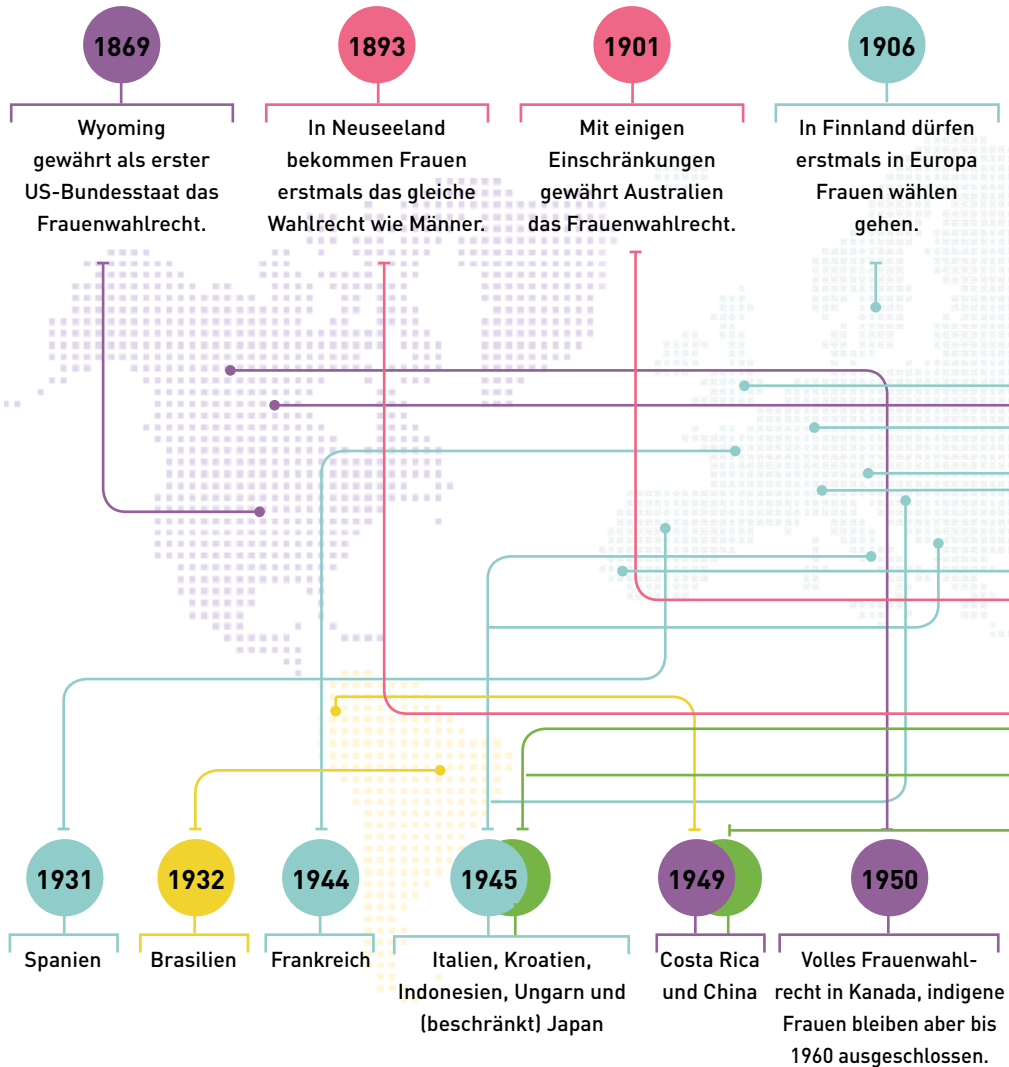 1869
Wyoming
gewährt als erster
US-Bundesstaat das
Frauenwahlrecht.
1893
In Neuseeland
bekommen Frauen
erstmals das gleiche
Wahlrecht wie Männer.
1901
Mit einigen
Einschränkungen
gewährt Australien
das Frauenwahlrecht.
1906
In Finnland dürfen
erstmals in Europa
Frauen wählen
gehen.
1931
Spanien
1932
Brasilien
1944
Frankreich
1945
Italien, Kroatien,
Indonesien, Ungarn und
(beschränkt) Japan
1949
Costa Rica
und China
1950
Volles Frauenwahl-
recht in Kanada, indigene
Frauen bleiben aber bis
1960 ausgeschlossen.